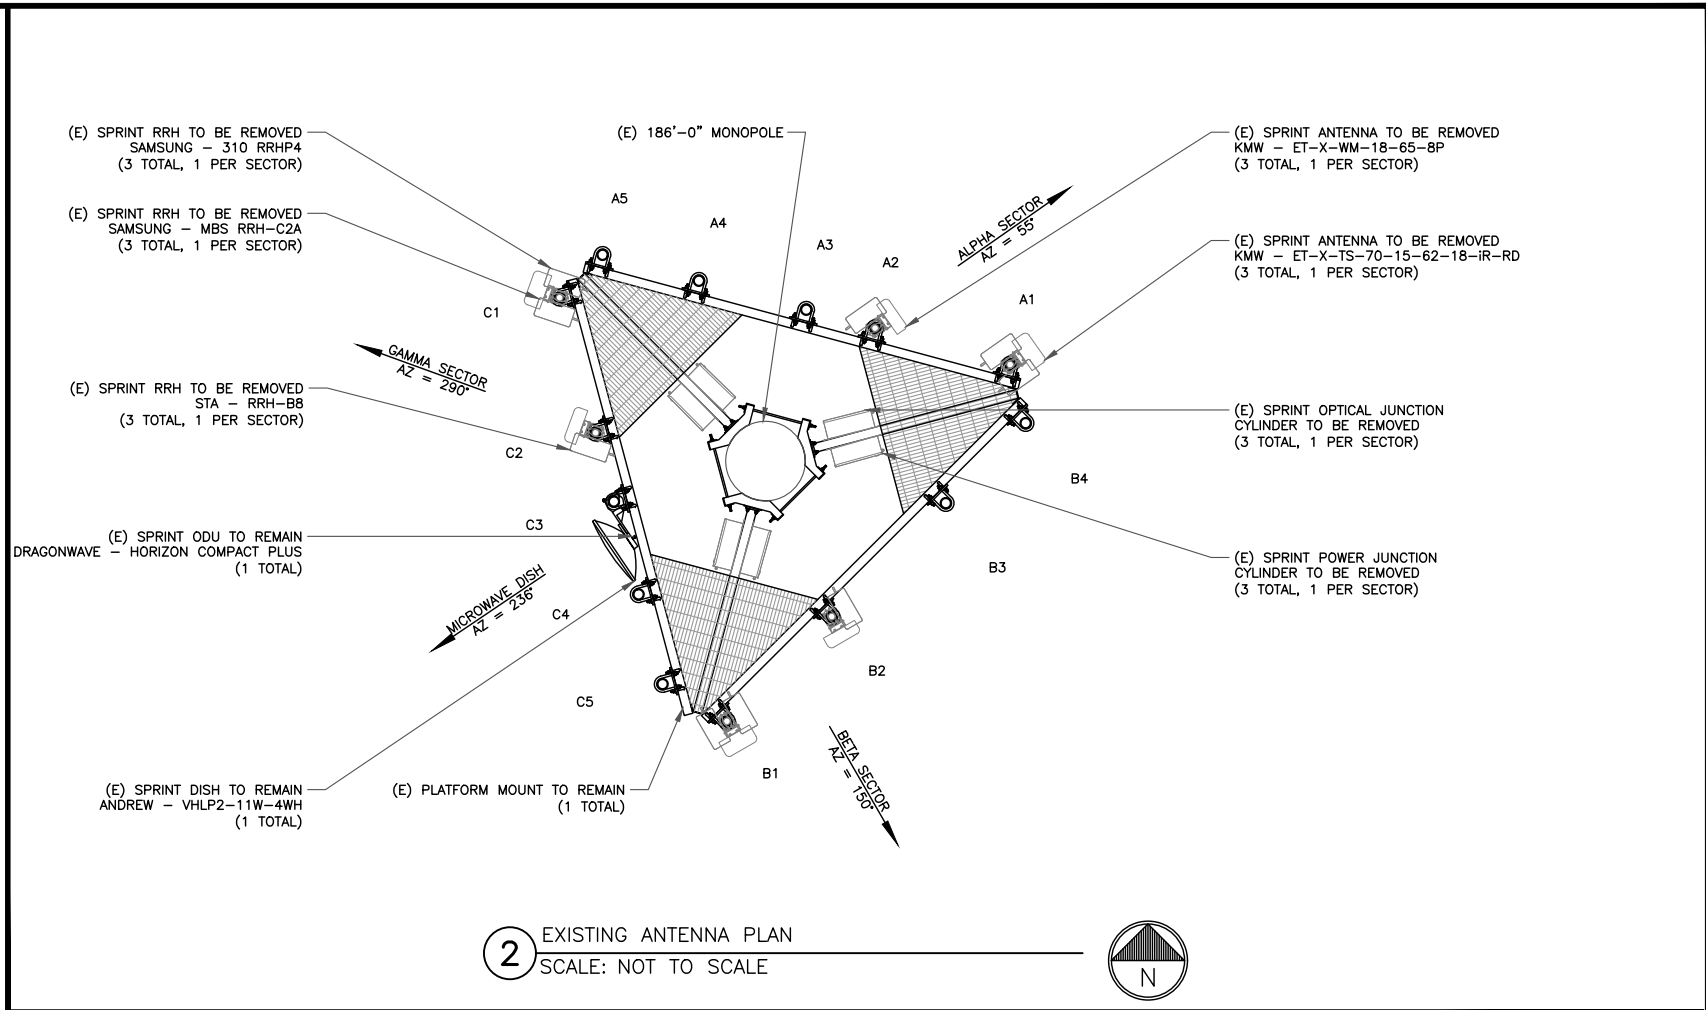 (E) SPRINT RRH TO BE REMOVED
SAMSUNG - 310 RRHP4
(3 TOTAL, 1 PER SECTOR)
(E) SPRINT RRH TO BE REMOVED
SAMSUNG - MBS RRH-C2A
(3 TOTAL, 1 PER SECTOR)
(E) 186'-0" MONOPOLE
(E) SPRINT ANTENNA TO BE REMOVED
KMW - ET-X-WM-18-65-8P
(3 TOTAL, 1 PER SECTOR)
(E) SPRINT ANTENNA TO BE REMOVED
KMW - ET-X-TS-70-15-62-18-iR-RD
(3 TOTAL, 1 PER SECTOR)
A5
A4
A3
A2
A1
ALPHA SECTOR
AZ = 55°
C1
GAMMA SECTOR
AZ = 290°
(E) SPRINT RRH TO BE REMOVED
STA - RRH-B8
(3 TOTAL, 1 PER SECTOR)
(E) SPRINT OPTICAL JUNCTION
CYLINDER TO BE REMOVED
(3 TOTAL, 1 PER SECTOR)
C2
B4
C3
(E) SPRINT ODU TO REMAIN
DRAGONWAVE - HORIZON COMPACT PLUS
(1 TOTAL)
B3
(E) SPRINT POWER JUNCTION
CYLINDER TO BE REMOVED
(3 TOTAL, 1 PER SECTOR)
MICROWAVE DISH
AZ = 236°
C4
B2
C5
B1
BETA SECTOR
AZ = 150°
(E) SPRINT DISH TO REMAIN
ANDREW - VHLP2-11W-4WH
(1 TOTAL)
(E) PLATFORM MOUNT TO REMAIN
(1 TOTAL)
2
EXISTING ANTENNA PLAN
SCALE: NOT TO SCALE
N